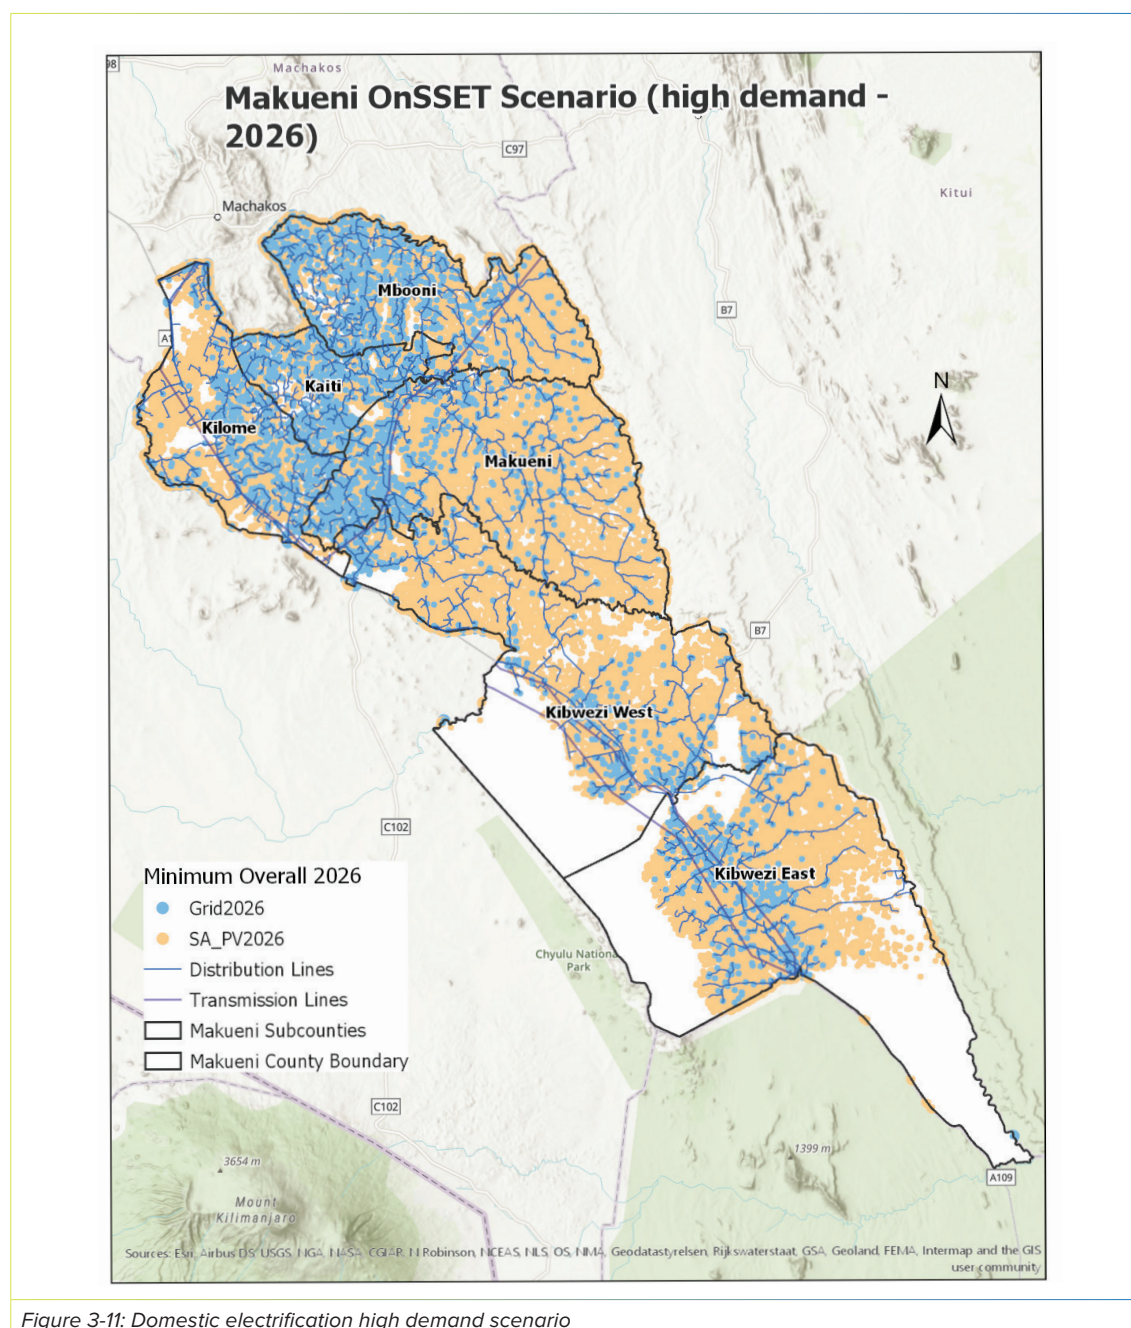 98
Machakos
Makueni OnSSET Scenario (high demand -
2026)
C97
Kitui
Machakos
Mbooni
B7
A1
N
Kaiti
Kilome
Makueni
B7
Kibwezi West
C102
Minimum Overall 2026
Grid2026
SA_PV2026
Distribution Lines
Transmission Lines
Makueni Subcounties
Makueni County Boundary
Kibwezi East
Chyulu Nationa
Park
C102
1399 m
3654 m
A109
Mount
Kilimanjaro
Sources: Esri, Airbus DS, USGS, NGA, NASA, CGIAR, N Robinson, NCEAS, NLS, OS, NMA, Geodatastyrelsen, Rijkswaterstaat, GSA, Geoland, FEMA, Intermap and the GIS
user community
Figure 3-11: Domestic electrification high demand scenario